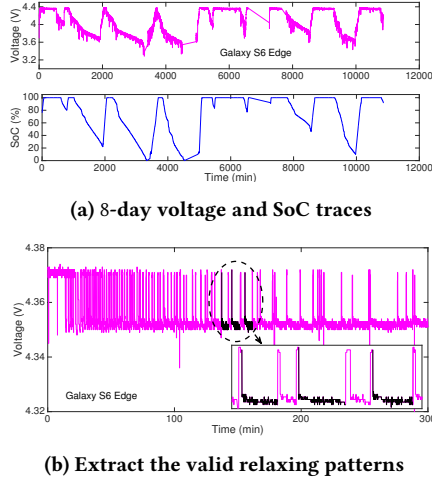 4.4
4.0
3.6
Voltage (V)
Galaxy S6 Edge
0 2000 4000 6000 8000 10000 12000
100
80
60
40
20
0
SoC (%)
0 2000 4000 6000 8000 10000 12000
Time (min)
(a) 8-day voltage and SoC traces
4.38
4.36
4.34
4.32
Voltage (V)
Galaxy S6 Edge
0 100 200 300
Time (min)
(b) Extract the valid relaxing patterns